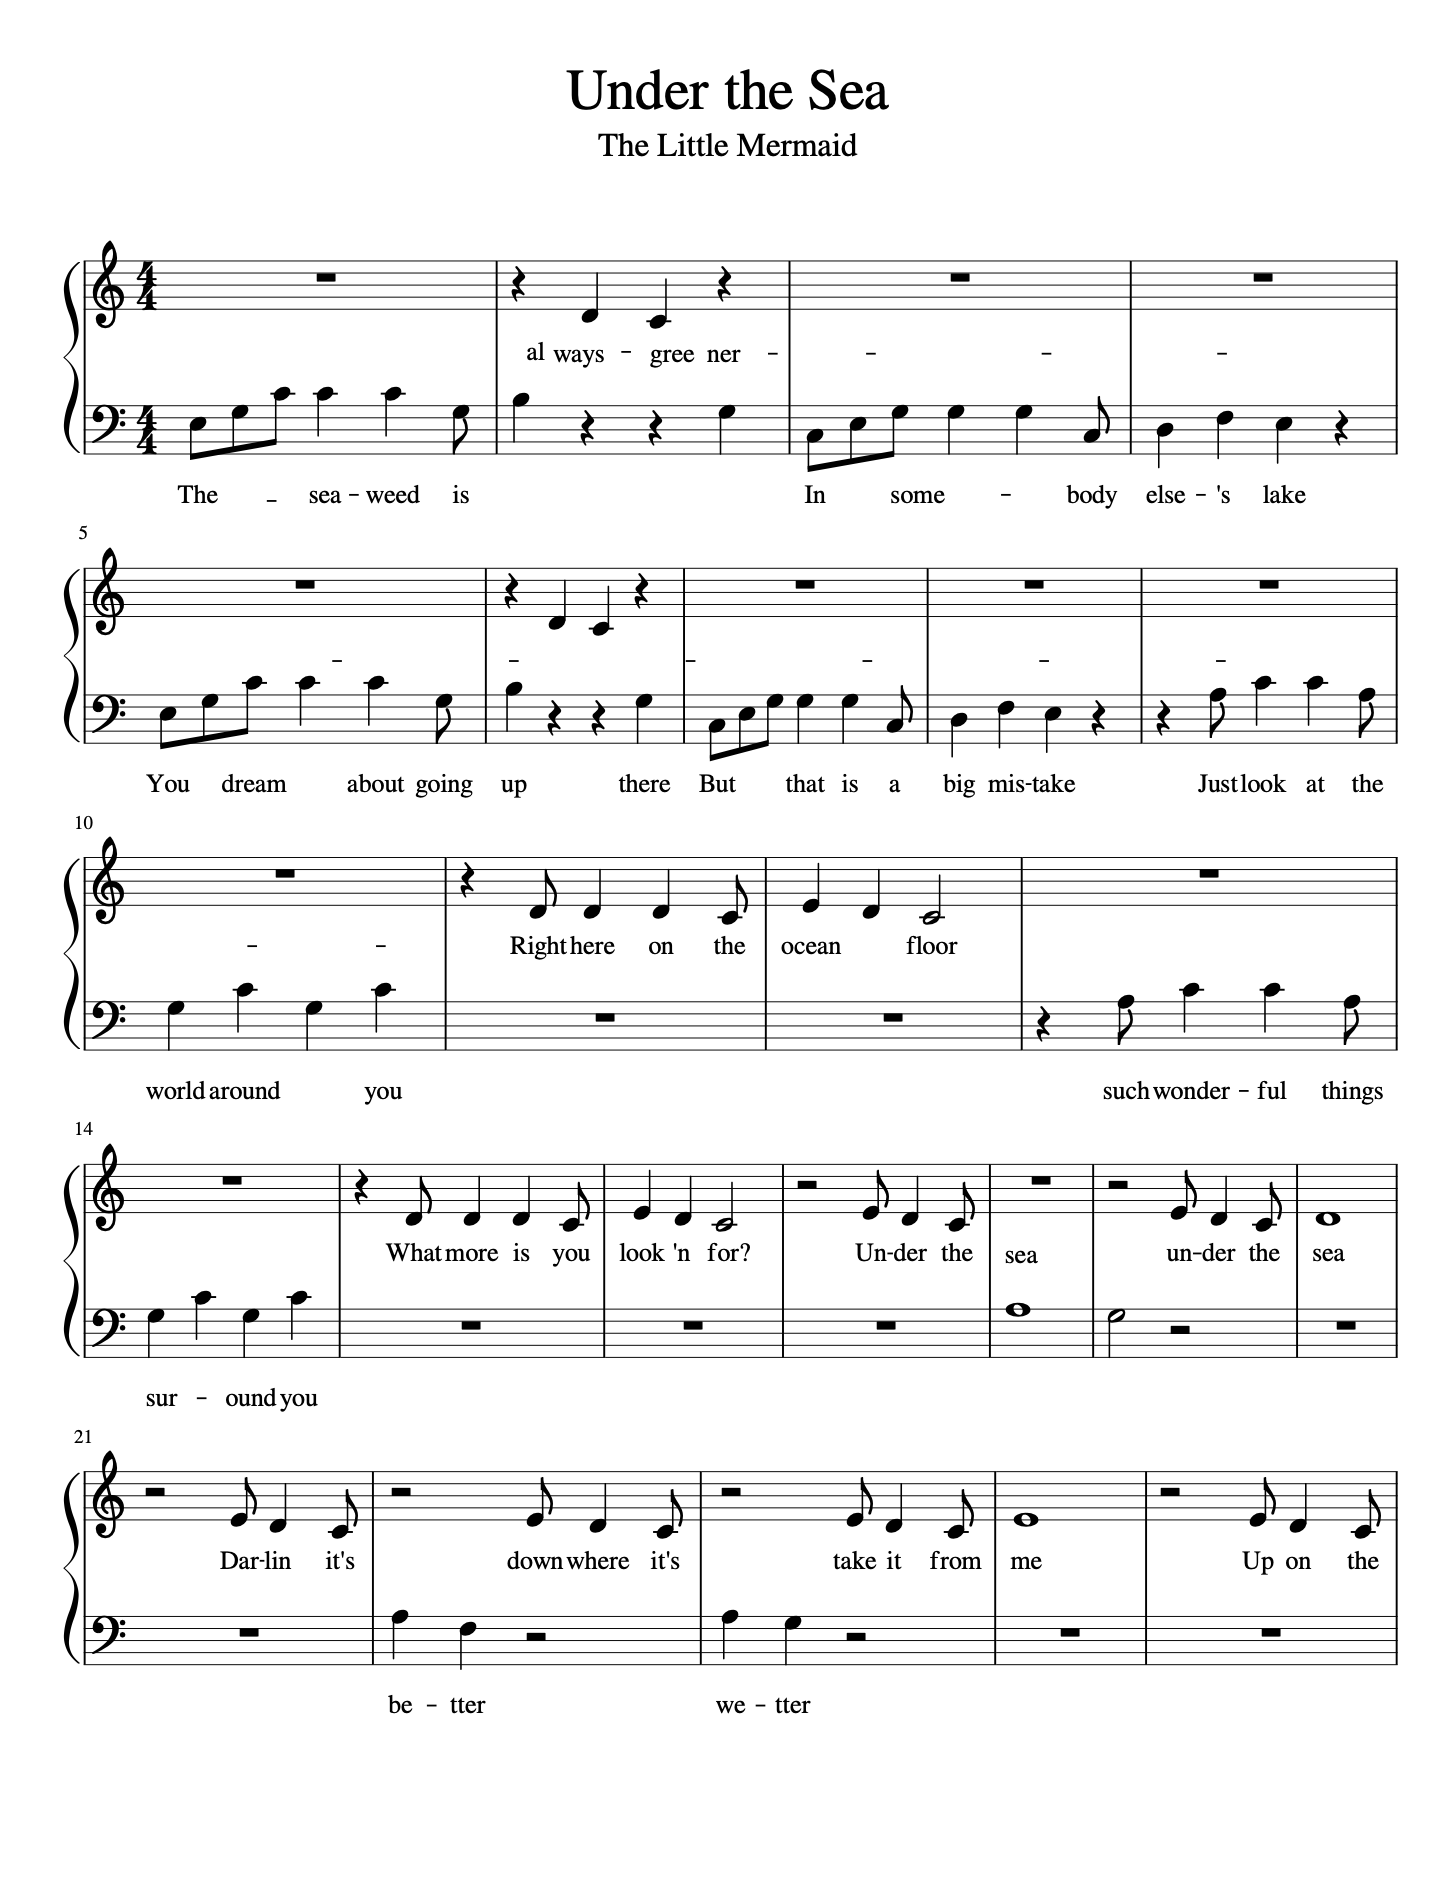 Under the Sea
The Little Mermaid
4 4
al ways - gree ner - - - -
4 4
The _ sea - weed is In some - body else - 's lake
5
- - - - - -
You dream about going up there But that is a big mis-take Just look at the
10
- - Right here on the ocean floor
world around you such wonder - ful things
14
What more is you look 'n for? Un-der the sea un-der the sea
sur - ound you
21
Dar-lin it's down where it's take it from me Up on the
be - tter we - tter